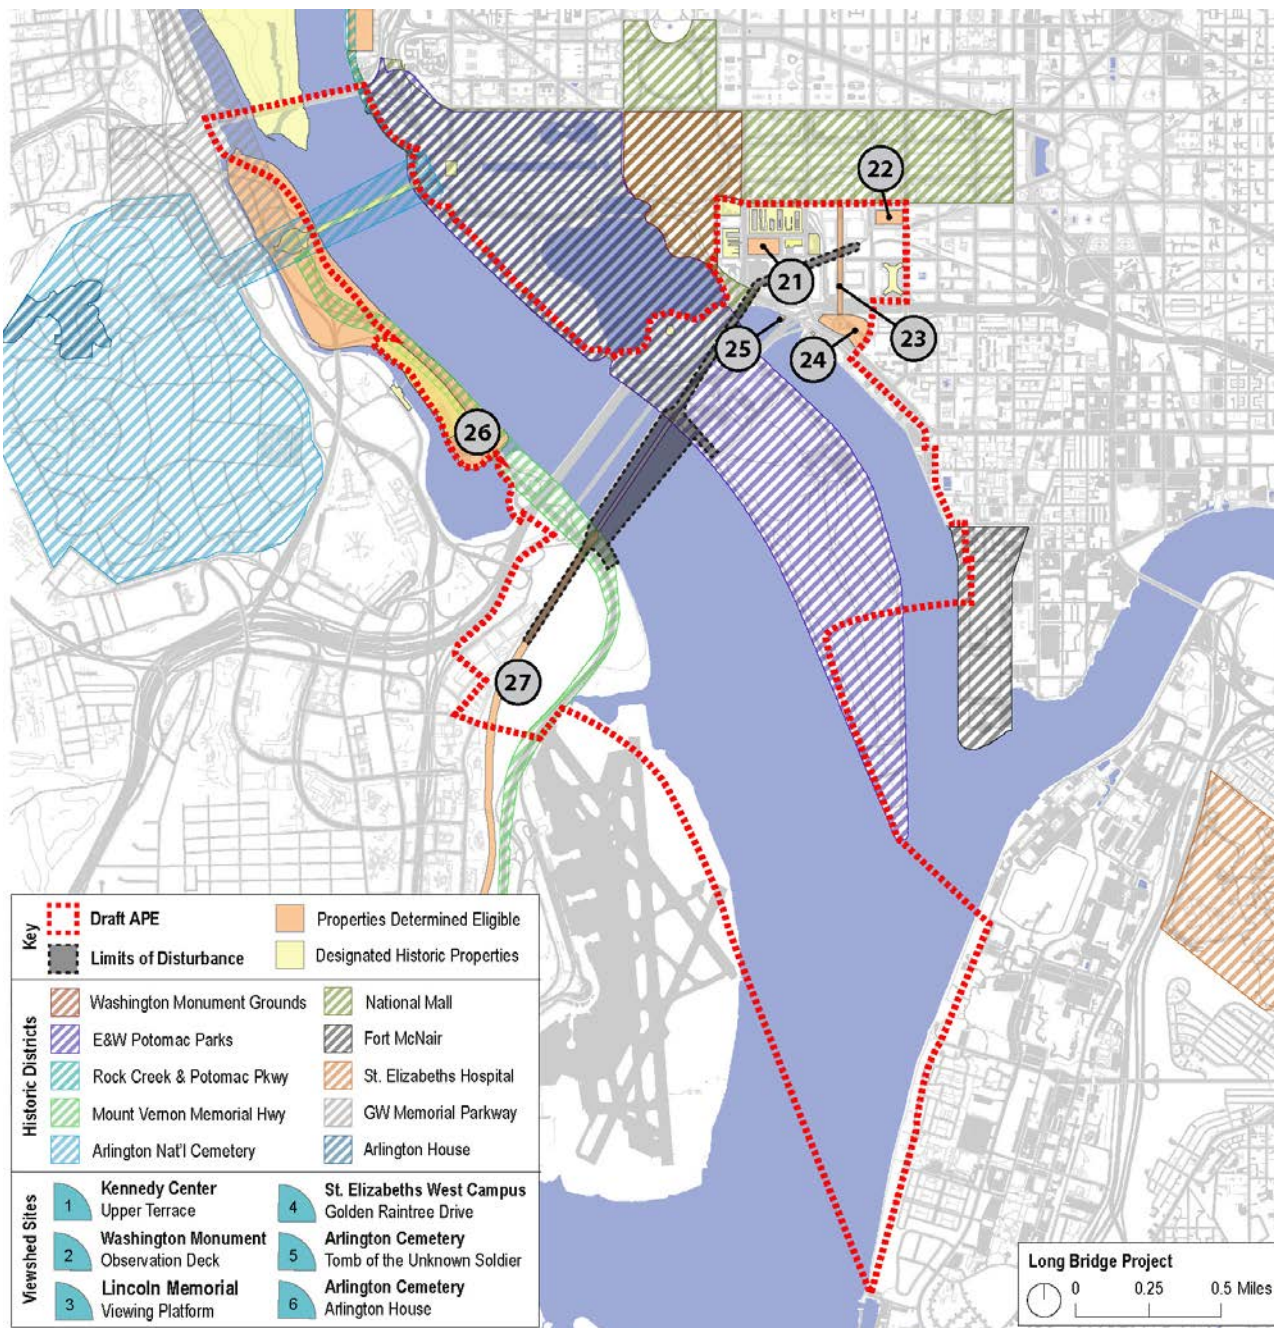 22
21
23
25
24
26
27
Key
Draft APE
Properties Determined Eligible
Limits of Disturbance
Designated Historic Properties
Historic Districts
Washington Monument Grounds
National Mall
E&W Potomac Parks
Fort McNair
Rock Creek & Potomac Pkwy
St. Elizabeths Hospital
Mount Vernon Memorial Hwy
GW Memorial Parkway
Arlington Nat'l Cemetery
Arlington House
Viewshed Sites
1
Kennedy Center
Upper Terrace
4
St. Elizabeths West Campus
Golden Raintree Drive
2
Washington Monument
Observation Deck
5
Arlington Cemetery
Tomb of the Unknown Soldier
3
Lincoln Memorial
Viewing Platform
6
Arlington Cemetery
Arlington House
Long Bridge Project
0 0.25 0.5 Miles